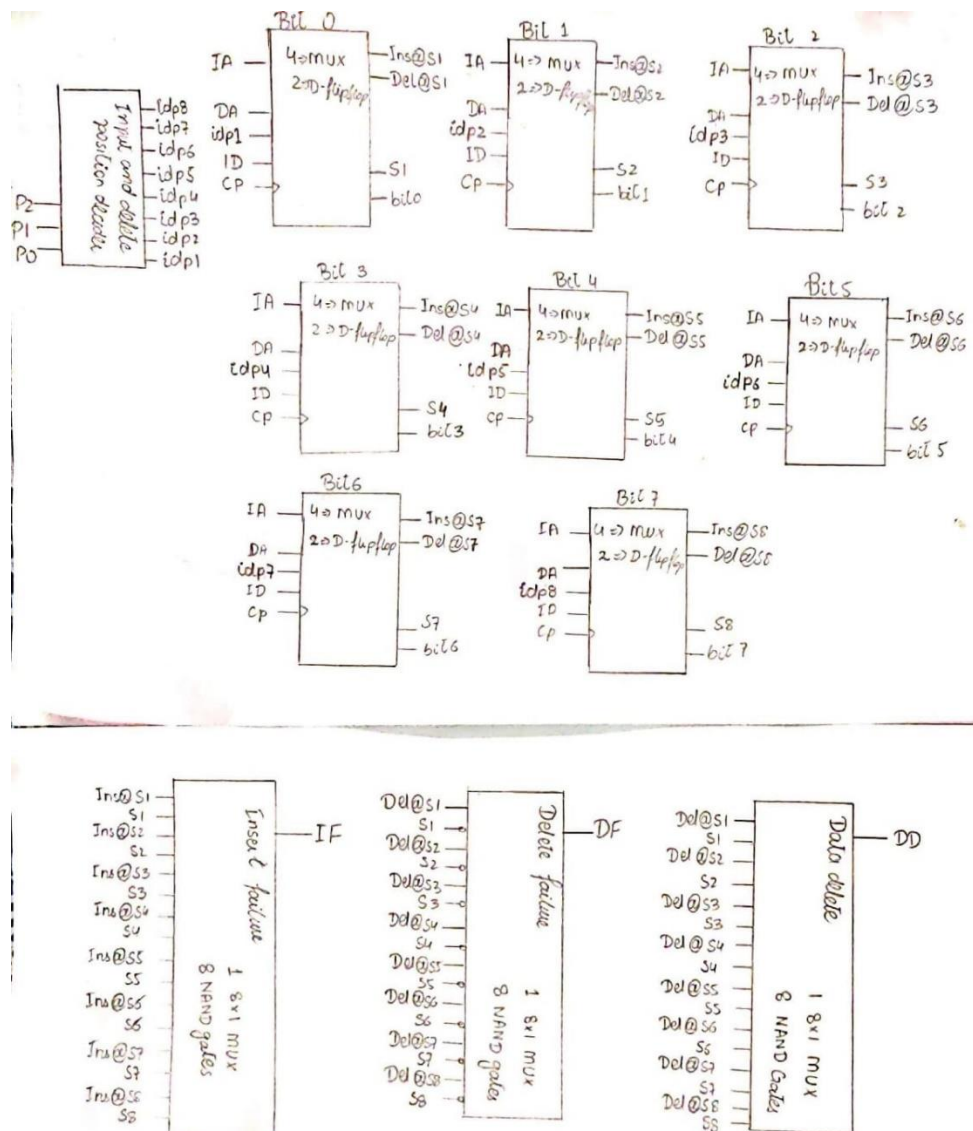 Bit 0
4=> mux
2=>D-flipflop
IA
DA
idp1
ID
CP
Ins@S1
Del@S1
S1
bit0
Bit 1
4=> mux
2=>D-flipflop
IA
DA
idp2
ID
CP
Ins@S2
Del@S2
S2
bit1
Bit 2
4=> mux
2=>D-flipflop
IA
DA
idp3
ID
CP
Ins@S3
Del@S3
S3
bit 2
Input and delete
position decoder
P2
P1
P0
idp8
idp7
idp6
idp5
idp4
idp3
idp2
idp1
Bit 3
4=> mux
2=>D-flipflop
IA
DA
idp4
ID
CP
Ins@S4
Del@S4
S4
bit3
Bit 4
4=> mux
2=>D-flipflop
IA
DA
idp5
ID
CP
Ins@S5
Del@S5
S5
bit4
Bit5
4=> mux
2=>D-flipflop
IA
DA
idp6
ID
CP
Ins@S6
Del@S6
S6
bit 5
Bit6
4=> mux
2=>D-flipflop
IA
DA
idp7
ID
CP
Ins@S7
Del@S7
S7
bit6
Bit 7
4=> mux
2=> D-flipflop
IA
DA
idp8
ID
CP
Ins@S8
Del@S8
S8
bit 7
Ins@S1
S1
Ins@S2
S2
Ins@S3
S3
Ins@S4
S4
Ins@S5
S5
Ins@S6
S6
Ins@S7
S7
Ins@S8
S8
Insert failure
1 8x1 mux
8 NAND gates
IF
Del@S1
S1
Del@S2
S2
Del@S3
S3
Del@S4
S4
Del@S5
S5
Del@S6
S6
Del@S7
S7
Del@S8
S8
Delete failure
1 8x1 mux
8 NAND gates
DF
Del@S1
S1
Del@S2
S2
Del@S3
S3
Del@S4
S4
Del@S5
S5
Del@S6
S6
Del@S7
S7
Del@S8
S8
Data delete
1 8x1 MUX
8 NAND Gates
DD